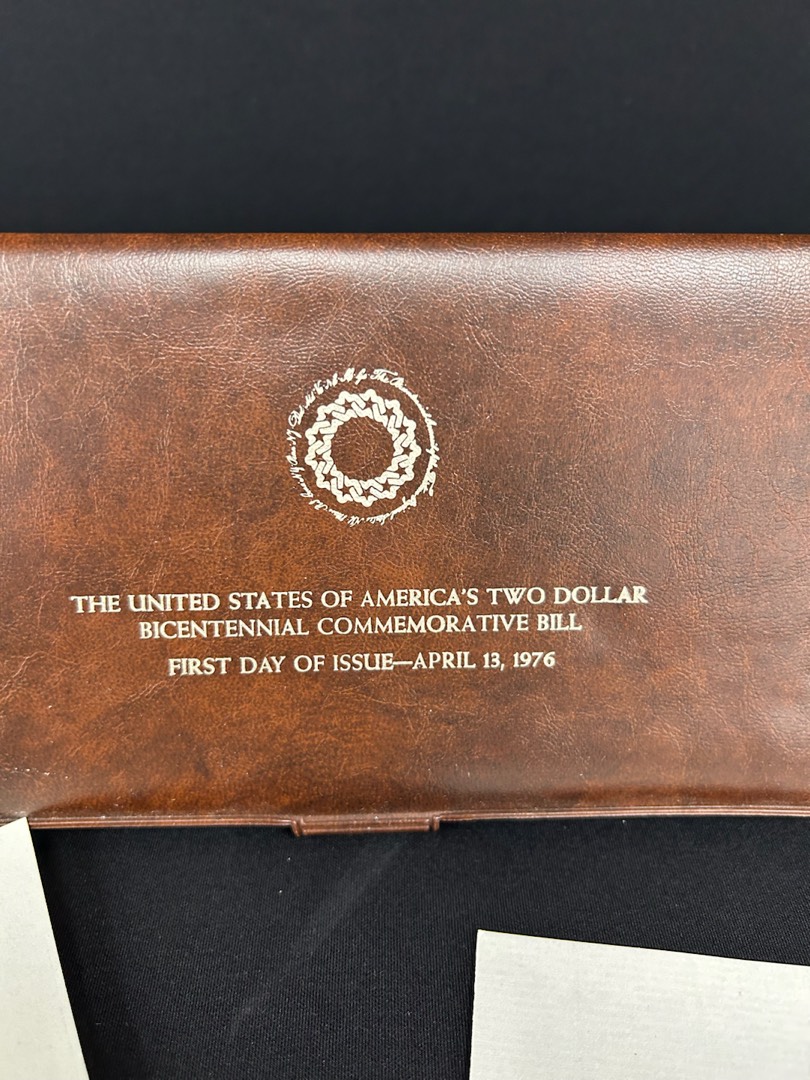 THE UNITED STATES OF AMERICA'S TWO DOLLAR
BICENTENNIAL COMMEMORATIVE BILL
FIRST DAY OF ISSUE—APRIL 13, 1976